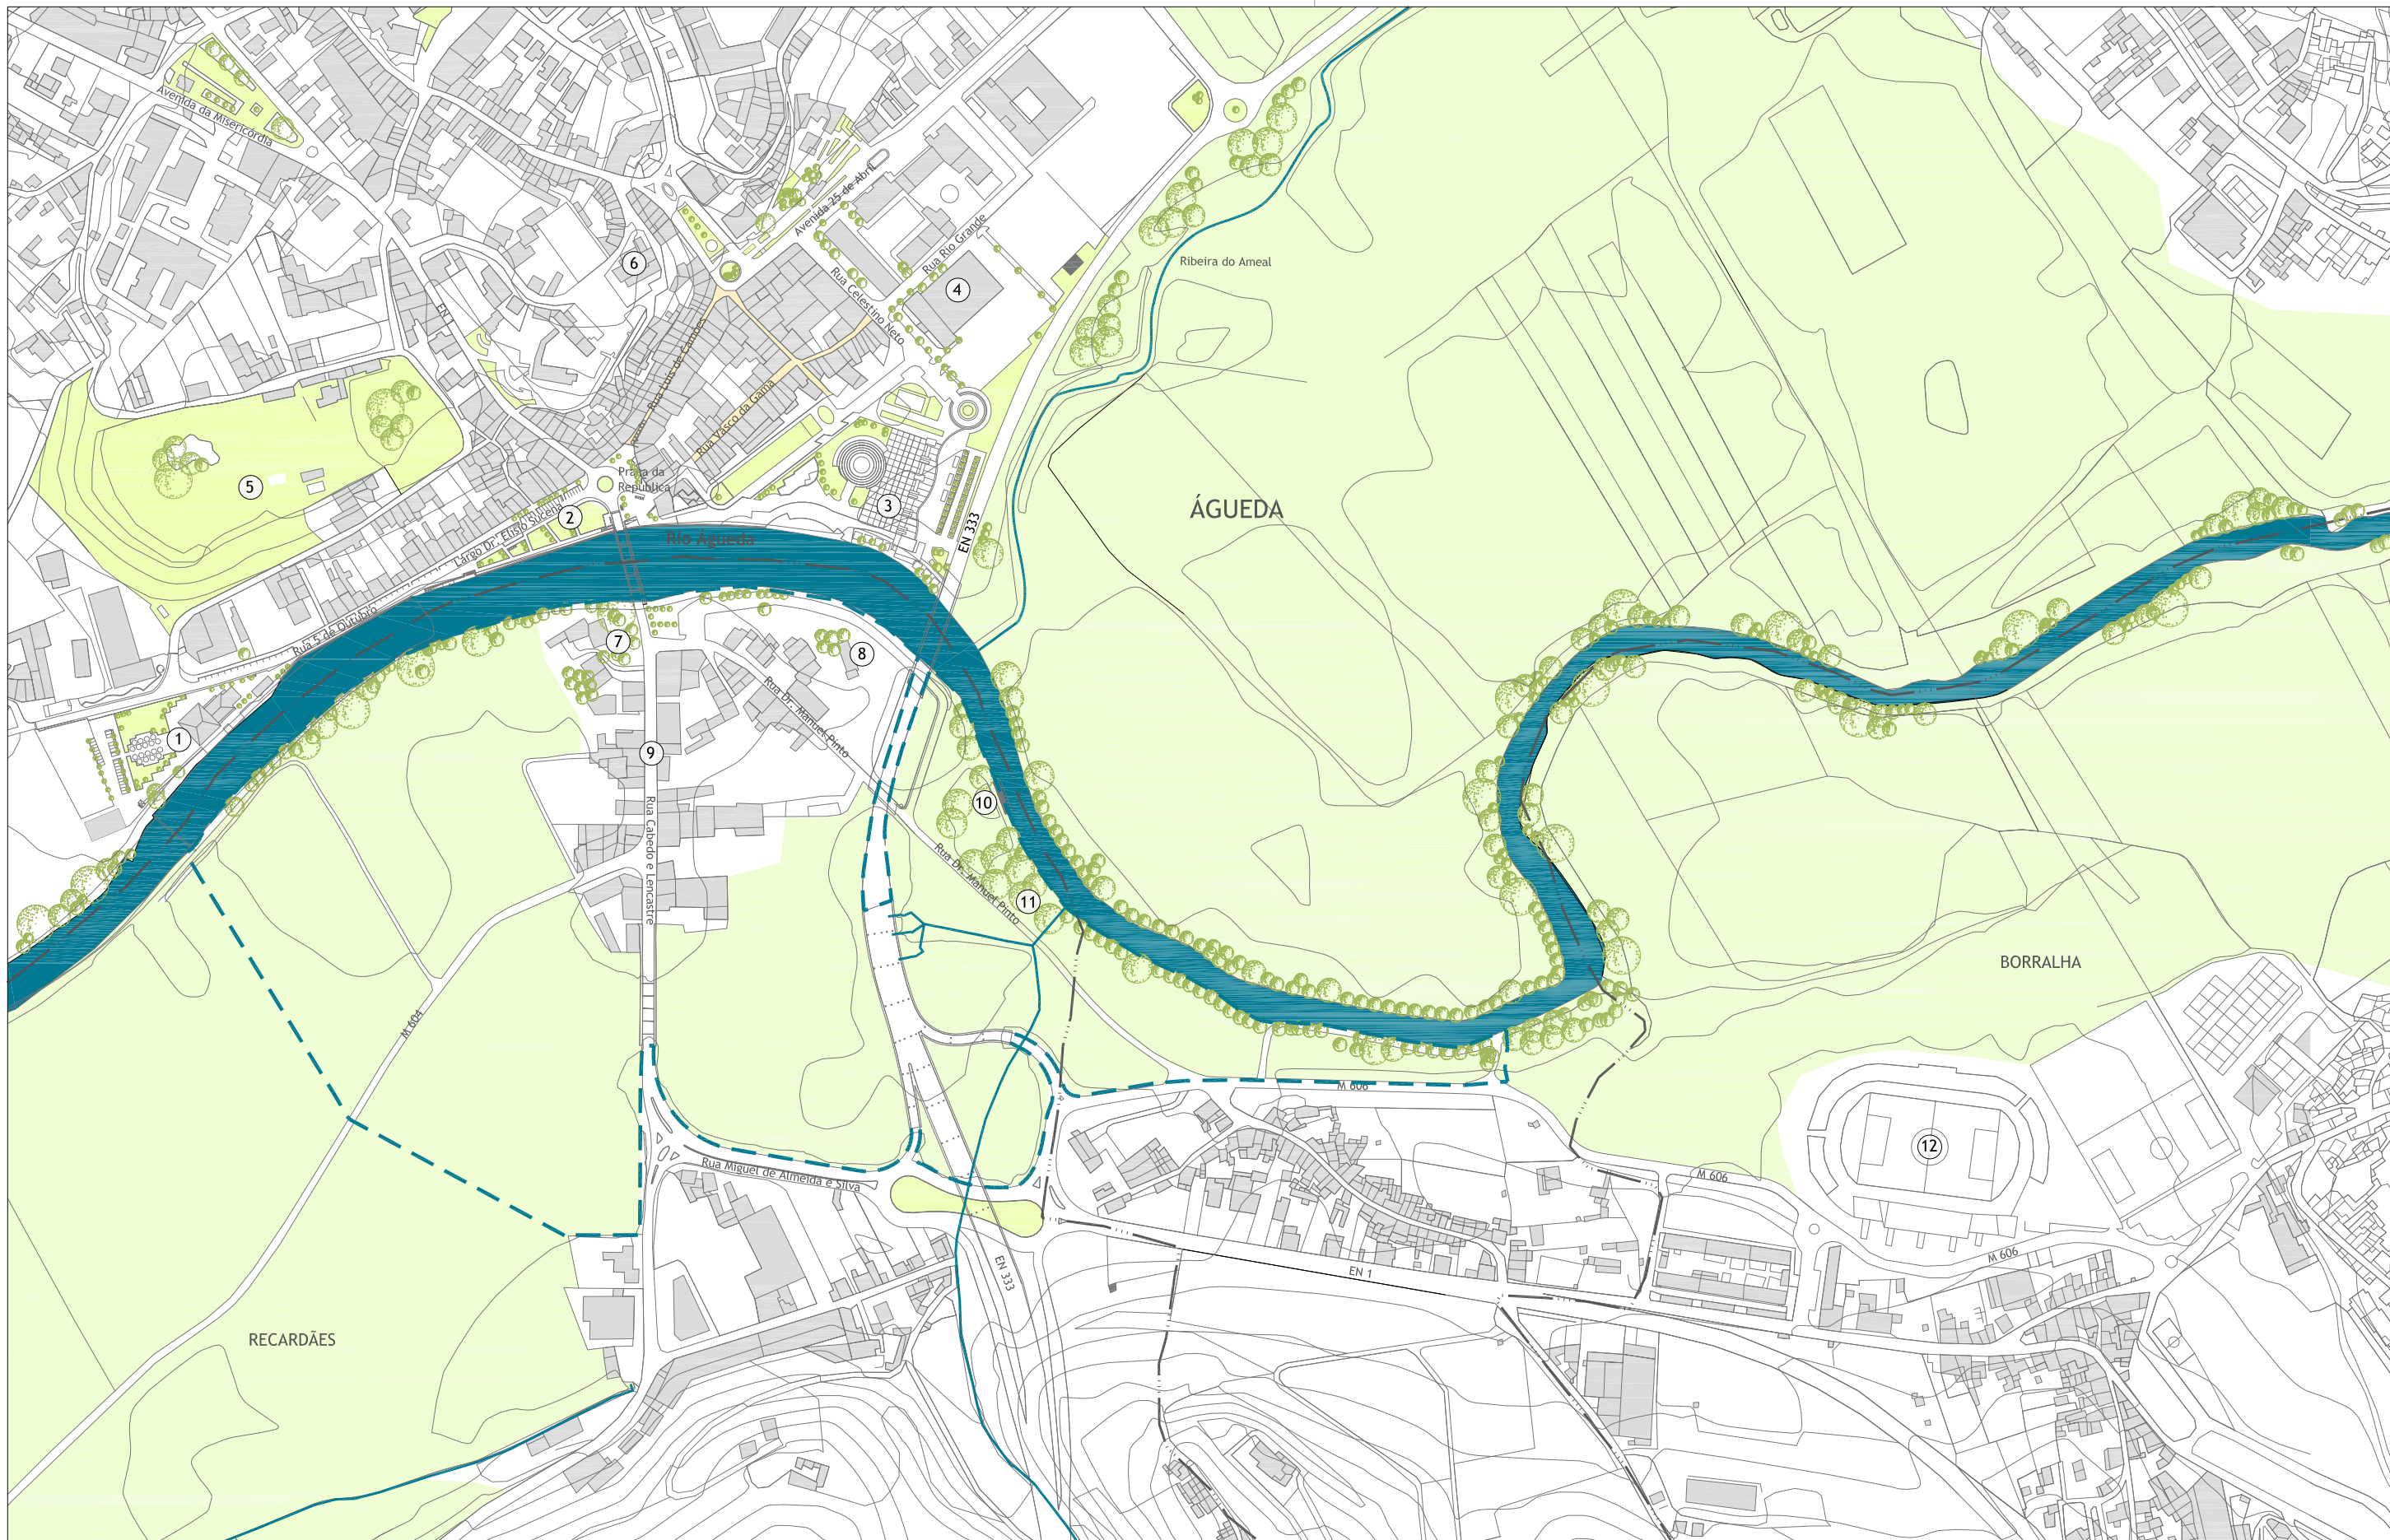 Avenida da Misericórdia
Avenida 25 de Abril
Rua Rio Grande
Ribeira do Ameal
6
4
Rua Celestino Neto
EN 1
Rua Luís de Camões
Rua Vasco da Gama
Praça da
República
5
2
3
ÁGUEDA
Largo Dr. Elísio Sucena
EN 333
Rio Águeda
Rua 5 de Outubro
7
8
Rua Dr. Manuel Pinto
1
9
10
Rua Cabedo e Lencastre
Rua Dr. Manuel Pinto
11
BORRALHA
M 604
M 606
12
Rua Miguel de Almeida e Silva
M 606
M 606
EN 333
EN 1
RECARDÃES